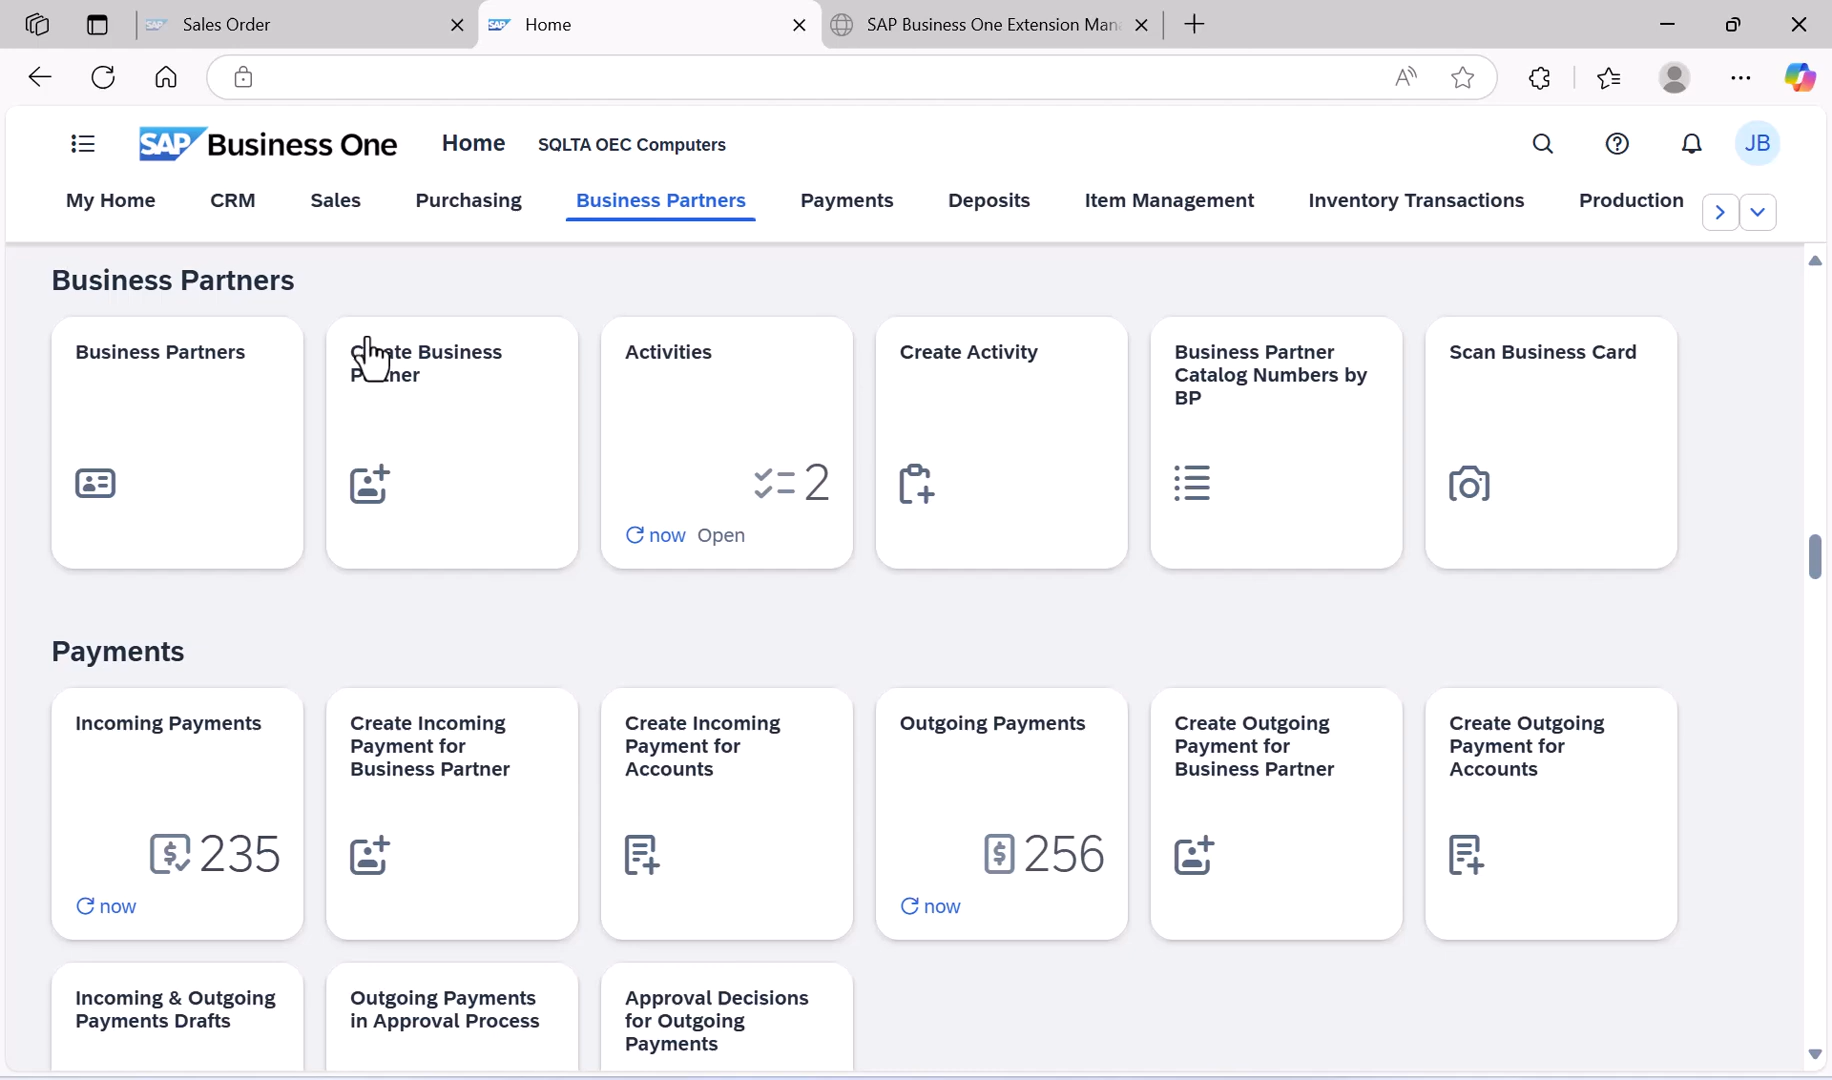 Sales Order
Home
SAP Business One Extension Man
SAP Business One
Home
SQLTA OEC Computers
JB
My Home
CRM
Sales
Purchasing
Business Partners
Payments
Deposits
Item Management
Inventory Transactions
Production
Business Partners
Business Partners
Create Business
Partner
Activities
2
now Open
Create Activity
Business Partner
Catalog Numbers by
BP
Scan Business Card
Payments
Incoming Payments
235
now
Create Incoming
Payment for
Business Partner
Create Incoming
Payment for
Accounts
Outgoing Payments
256
now
Create Outgoing
Payment for
Business Partner
Create Outgoing
Payment for
Accounts
Incoming & Outgoing
Payments Drafts
Outgoing Payments
in Approval Process
Approval Decisions
for Outgoing
Payments